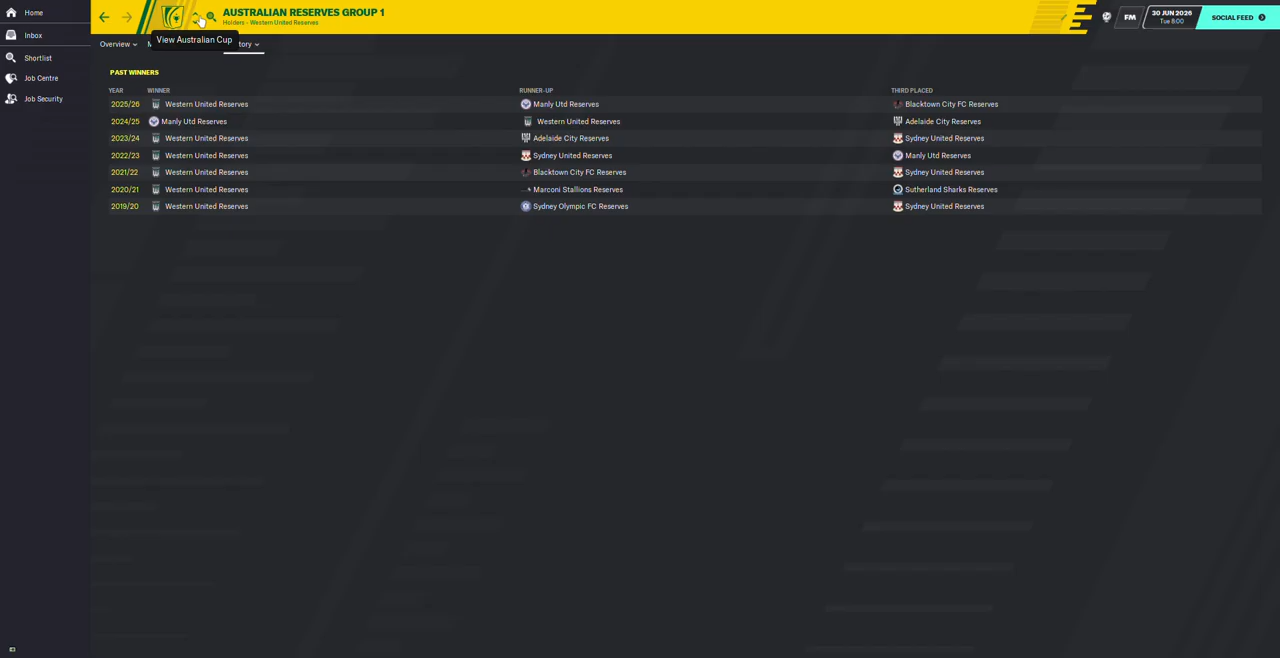 Home
Inbox
Shortlist
Job Centre
Job Security
AUSTRALIAN RESERVES GROUP 1
Holders - Western United Reserves
View Australian Cup
FM
30 JUN 2026
Tue 8:00
SOCIAL FEED
Overview
PAST WINNERS
YEAR WINNER RUNNER-UP THIRD PLACED
2025/26 Western United Reserves Manly Utd Reserves Blacktown City FC Reserves
2024/25 Manly Utd Reserves Western United Reserves Adelaide City Reserves
2023/24 Western United Reserves Adelaide City Reserves Sydney United Reserves
2022/23 Western United Reserves Sydney United Reserves Manly Utd Reserves
2021/22 Western United Reserves Blacktown City FC Reserves Sydney United Reserves
2020/21 Western United Reserves Marconi Stallions Reserves Sutherland Sharks Reserves
2019/20 Western United Reserves Sydney Olympic FC Reserves Sydney United Reserves